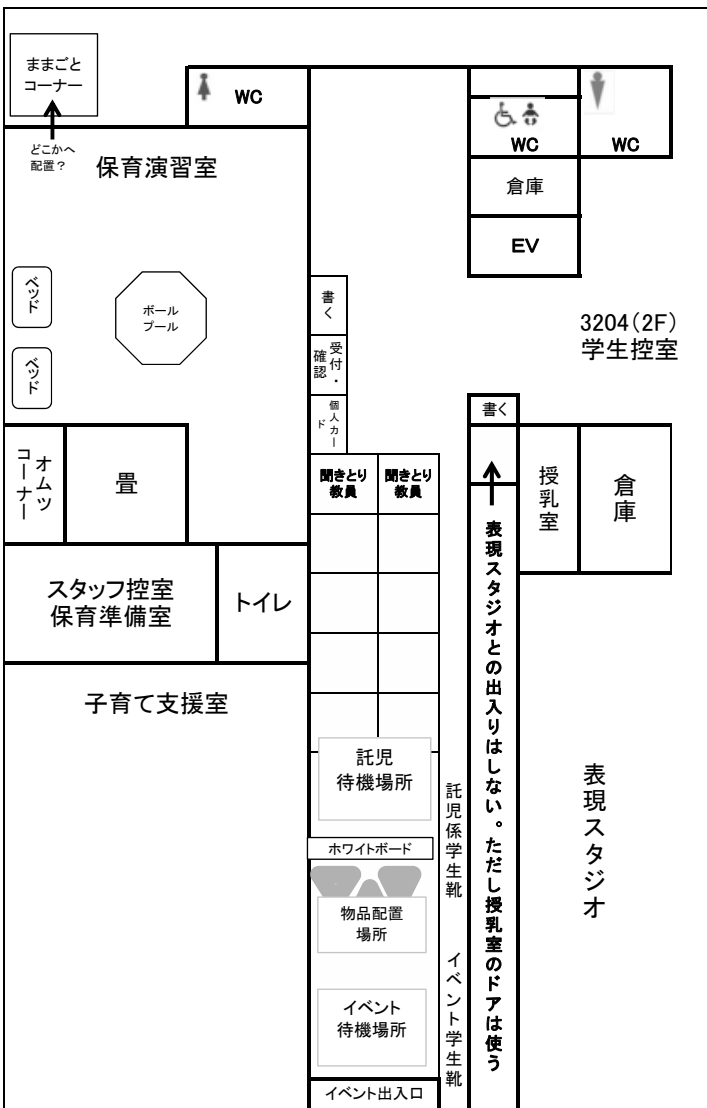 ままごと
コーナー
どこかへ
配置？
WC
保育演習室
WC
WC
倉庫
EV
3204（2F）
学生控室
ベッド
ベッド
ボール
プール
書く
受付・
確認
個人カー
ド
書く
オムツ
コーナー
畳
聞きとり
教員
聞きとり
教員
授乳室
倉庫
スタッフ控室
保育準備室
トイレ
子育て支援室
託児
待機場所
ホワイトボード
物品配置
場所
イベント
待機場所
イベント出入口
託児係学生靴
イベント学生靴
表現スタジオとの出入りはしない。ただし授乳室のドアは使う
表現スタジオ